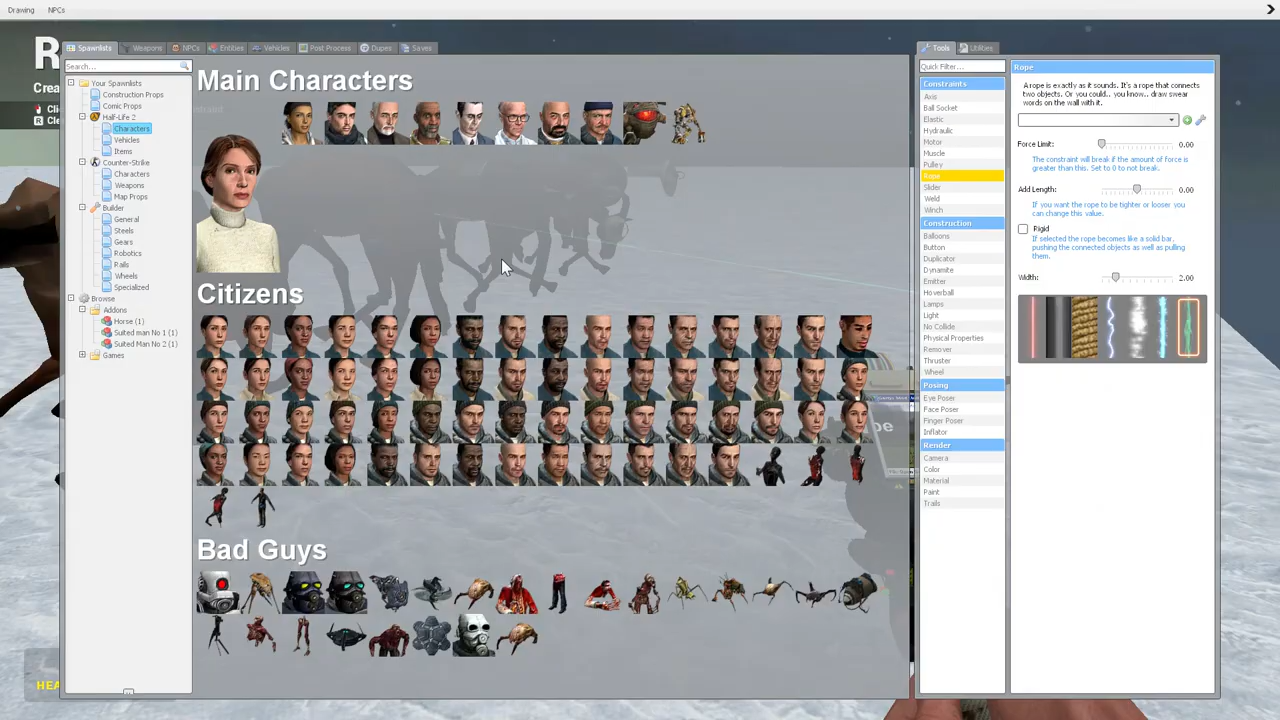 Drawing NPCs
Spawnlists Weapons NPCs Entities Vehicles Post Process Dupes Saves
Search...
Your Spawnlists
Construction Props
Comic Props
Half-Life 2
Characters
Vehicles
Items
Counter-Strike
Characters
Weapons
Map Props
Builder
General
Steels
Gears
Robotics
Rails
Wheels
Specialized
Browse
Addons
Horse (1)
Suited man No 1 (1)
Suited Man No 2 (1)
Games
Main Characters
Citizens
Bad Guys
Tools Utilities
Quick Filter...
Constraints
Axis
Ball Socket
Elastic
Hydraulic
Motor
Muscle
Pulley
Rope
Slider
Weld
Winch
Construction
Balloons
Button
Duplicator
Dynamite
Emitter
Hoverball
Lamps
Light
No Collide
Physical Properties
Remover
Thruster
Wheel
Posing
Eye Poser
Face Poser
Finger Poser
Inflator
Render
Camera
Color
Material
Paint
Trails
Rope
A rope is exactly as it sounds. It's a rope that connects
two objects. Or you could.. you know.. draw swear
words on the wall with it.
Force Limit: 0.00
The constraint will break if the amount of force is
greater than this. Set to 0 to not break.
Add Length: 0.00
If you want the rope to be tighter or looser you
can change this value.
Rigid
If selected the rope becomes like a solid bar,
pushing the connected objects as well as pulling
them.
Width: 2.00